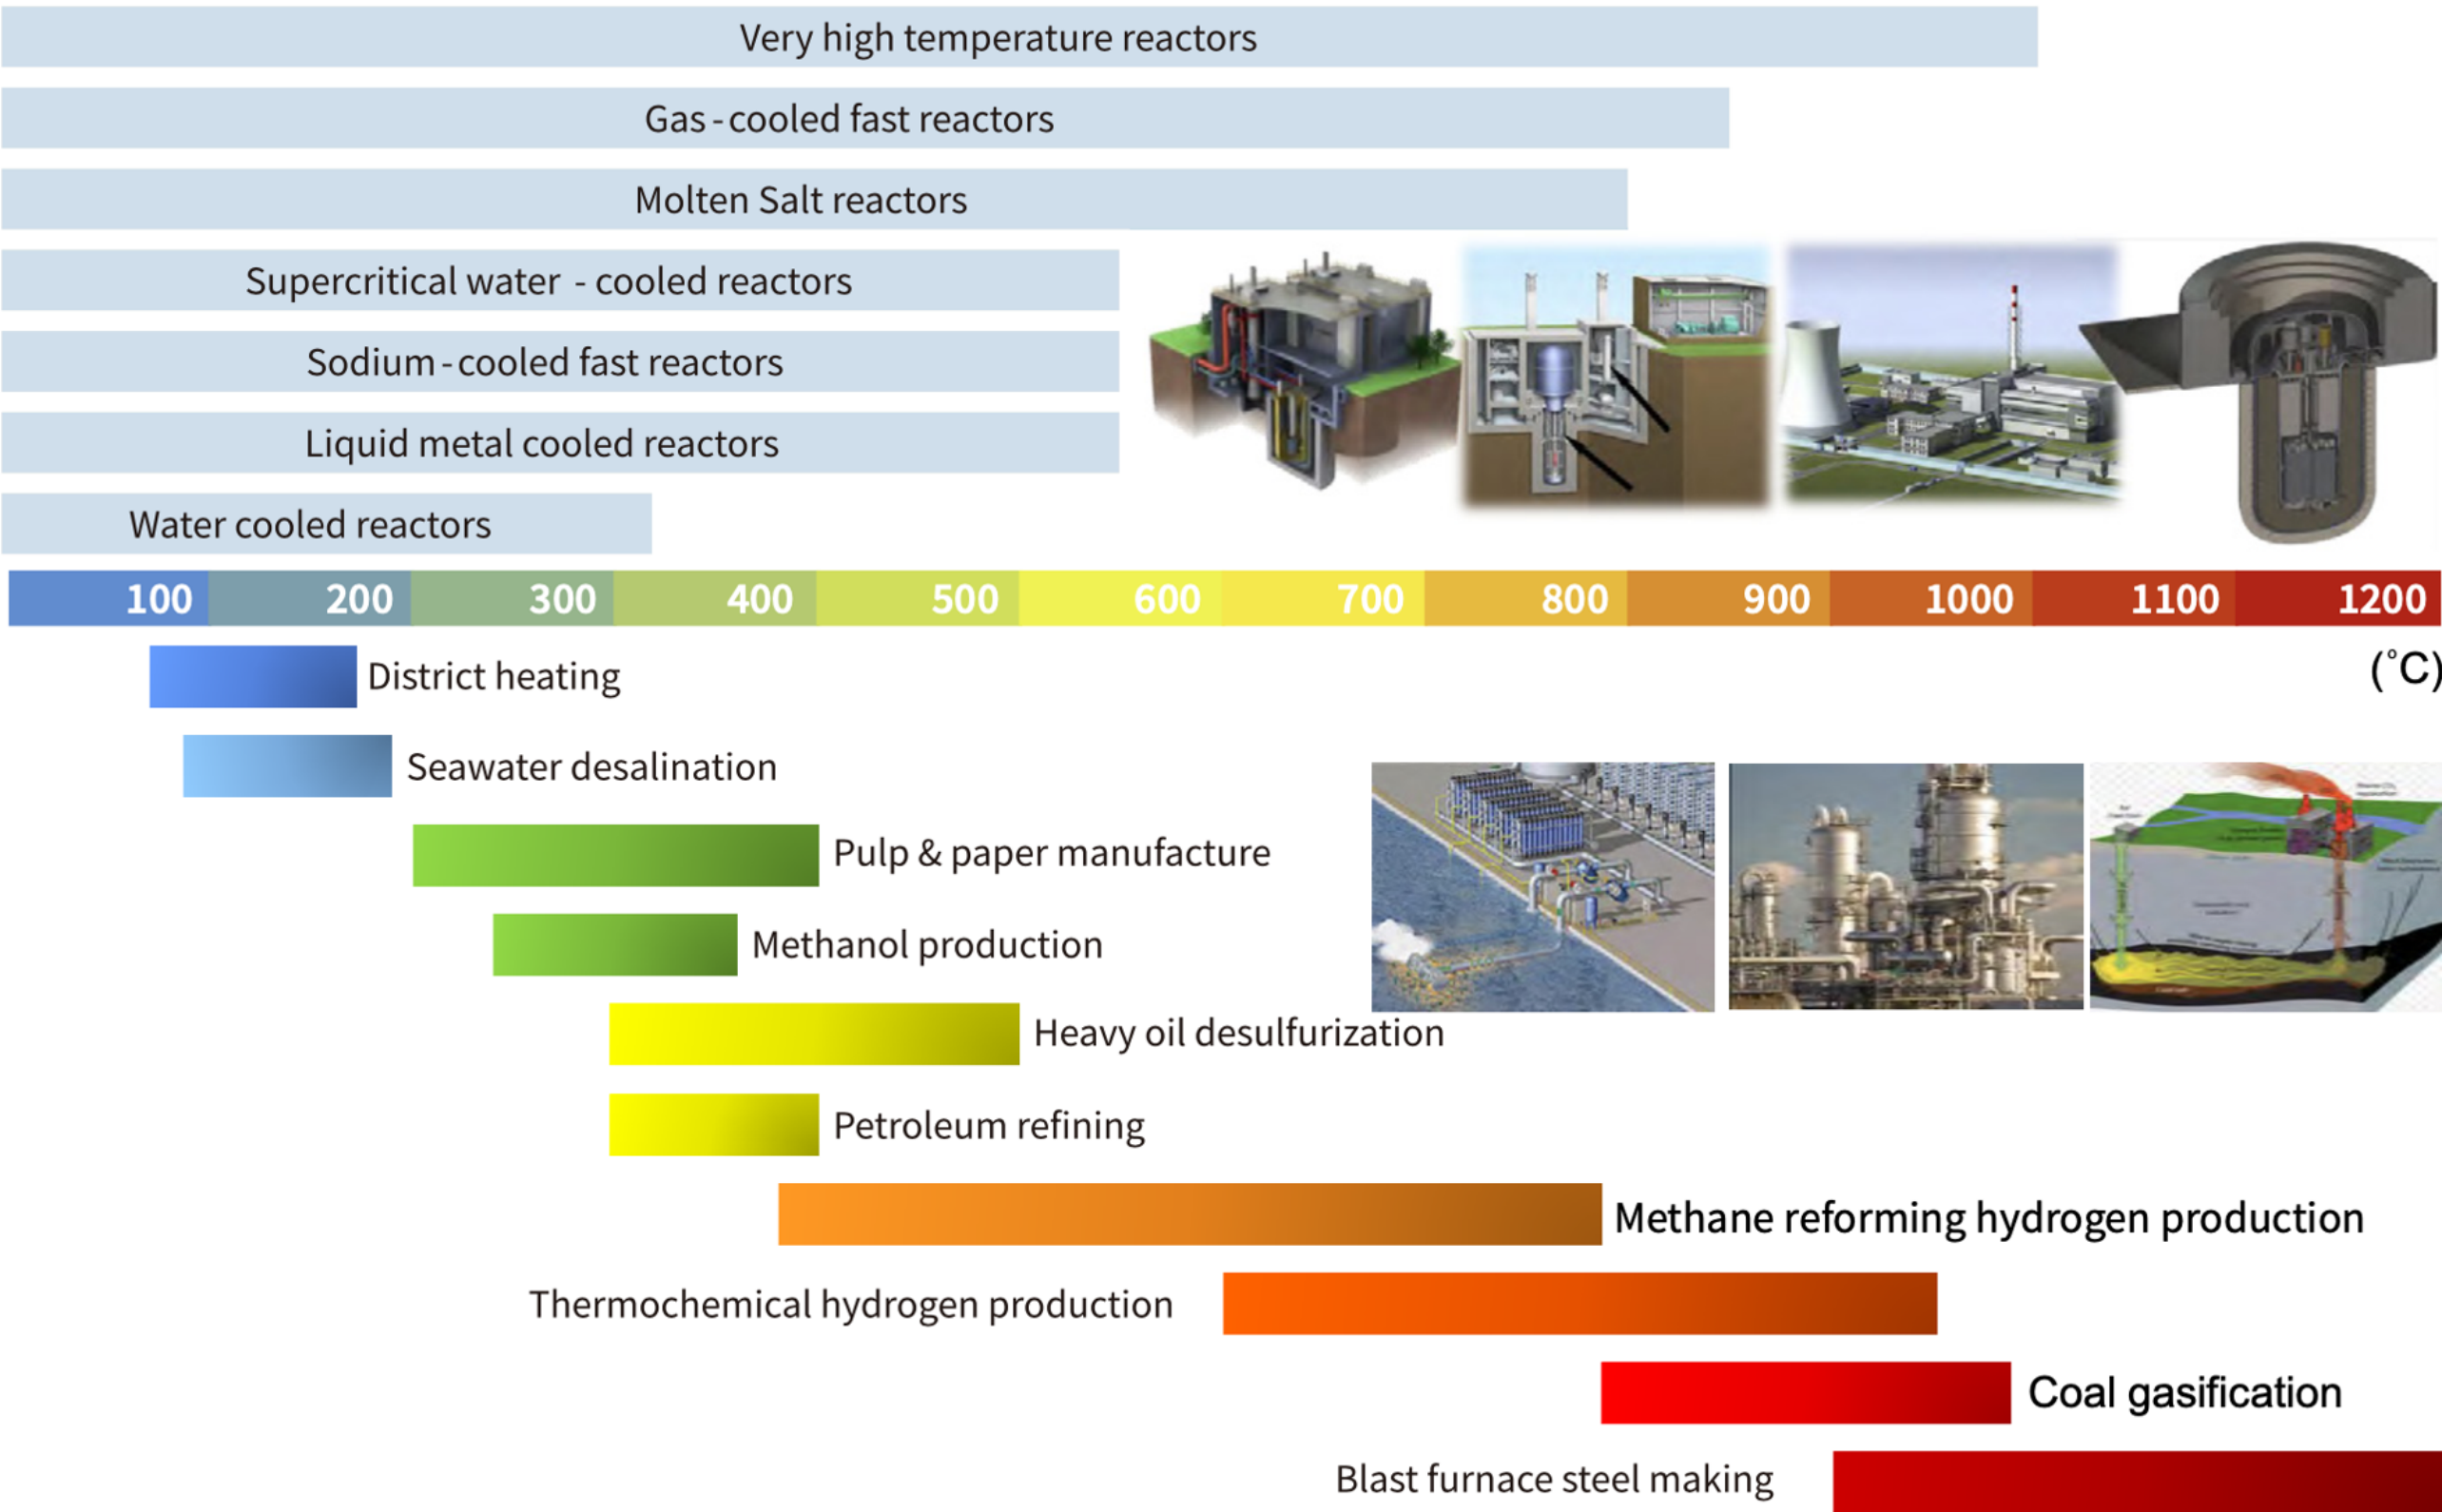 Very high temperature reactors
Gas - cooled fast reactors
Molten Salt reactors
Supercritical water - cooled reactors
Sodium - cooled fast reactors
Liquid metal cooled reactors
Water cooled reactors
100 200 300 400 500 600 700 800 900 1000 1100 1200
(°C)
District heating
Seawater desalination
Pulp & paper manufacture
Methanol production
Heavy oil desulfurization
Petroleum refining
Methane reforming hydrogen production
Thermochemical hydrogen production
Coal gasification
Blast furnace steel making